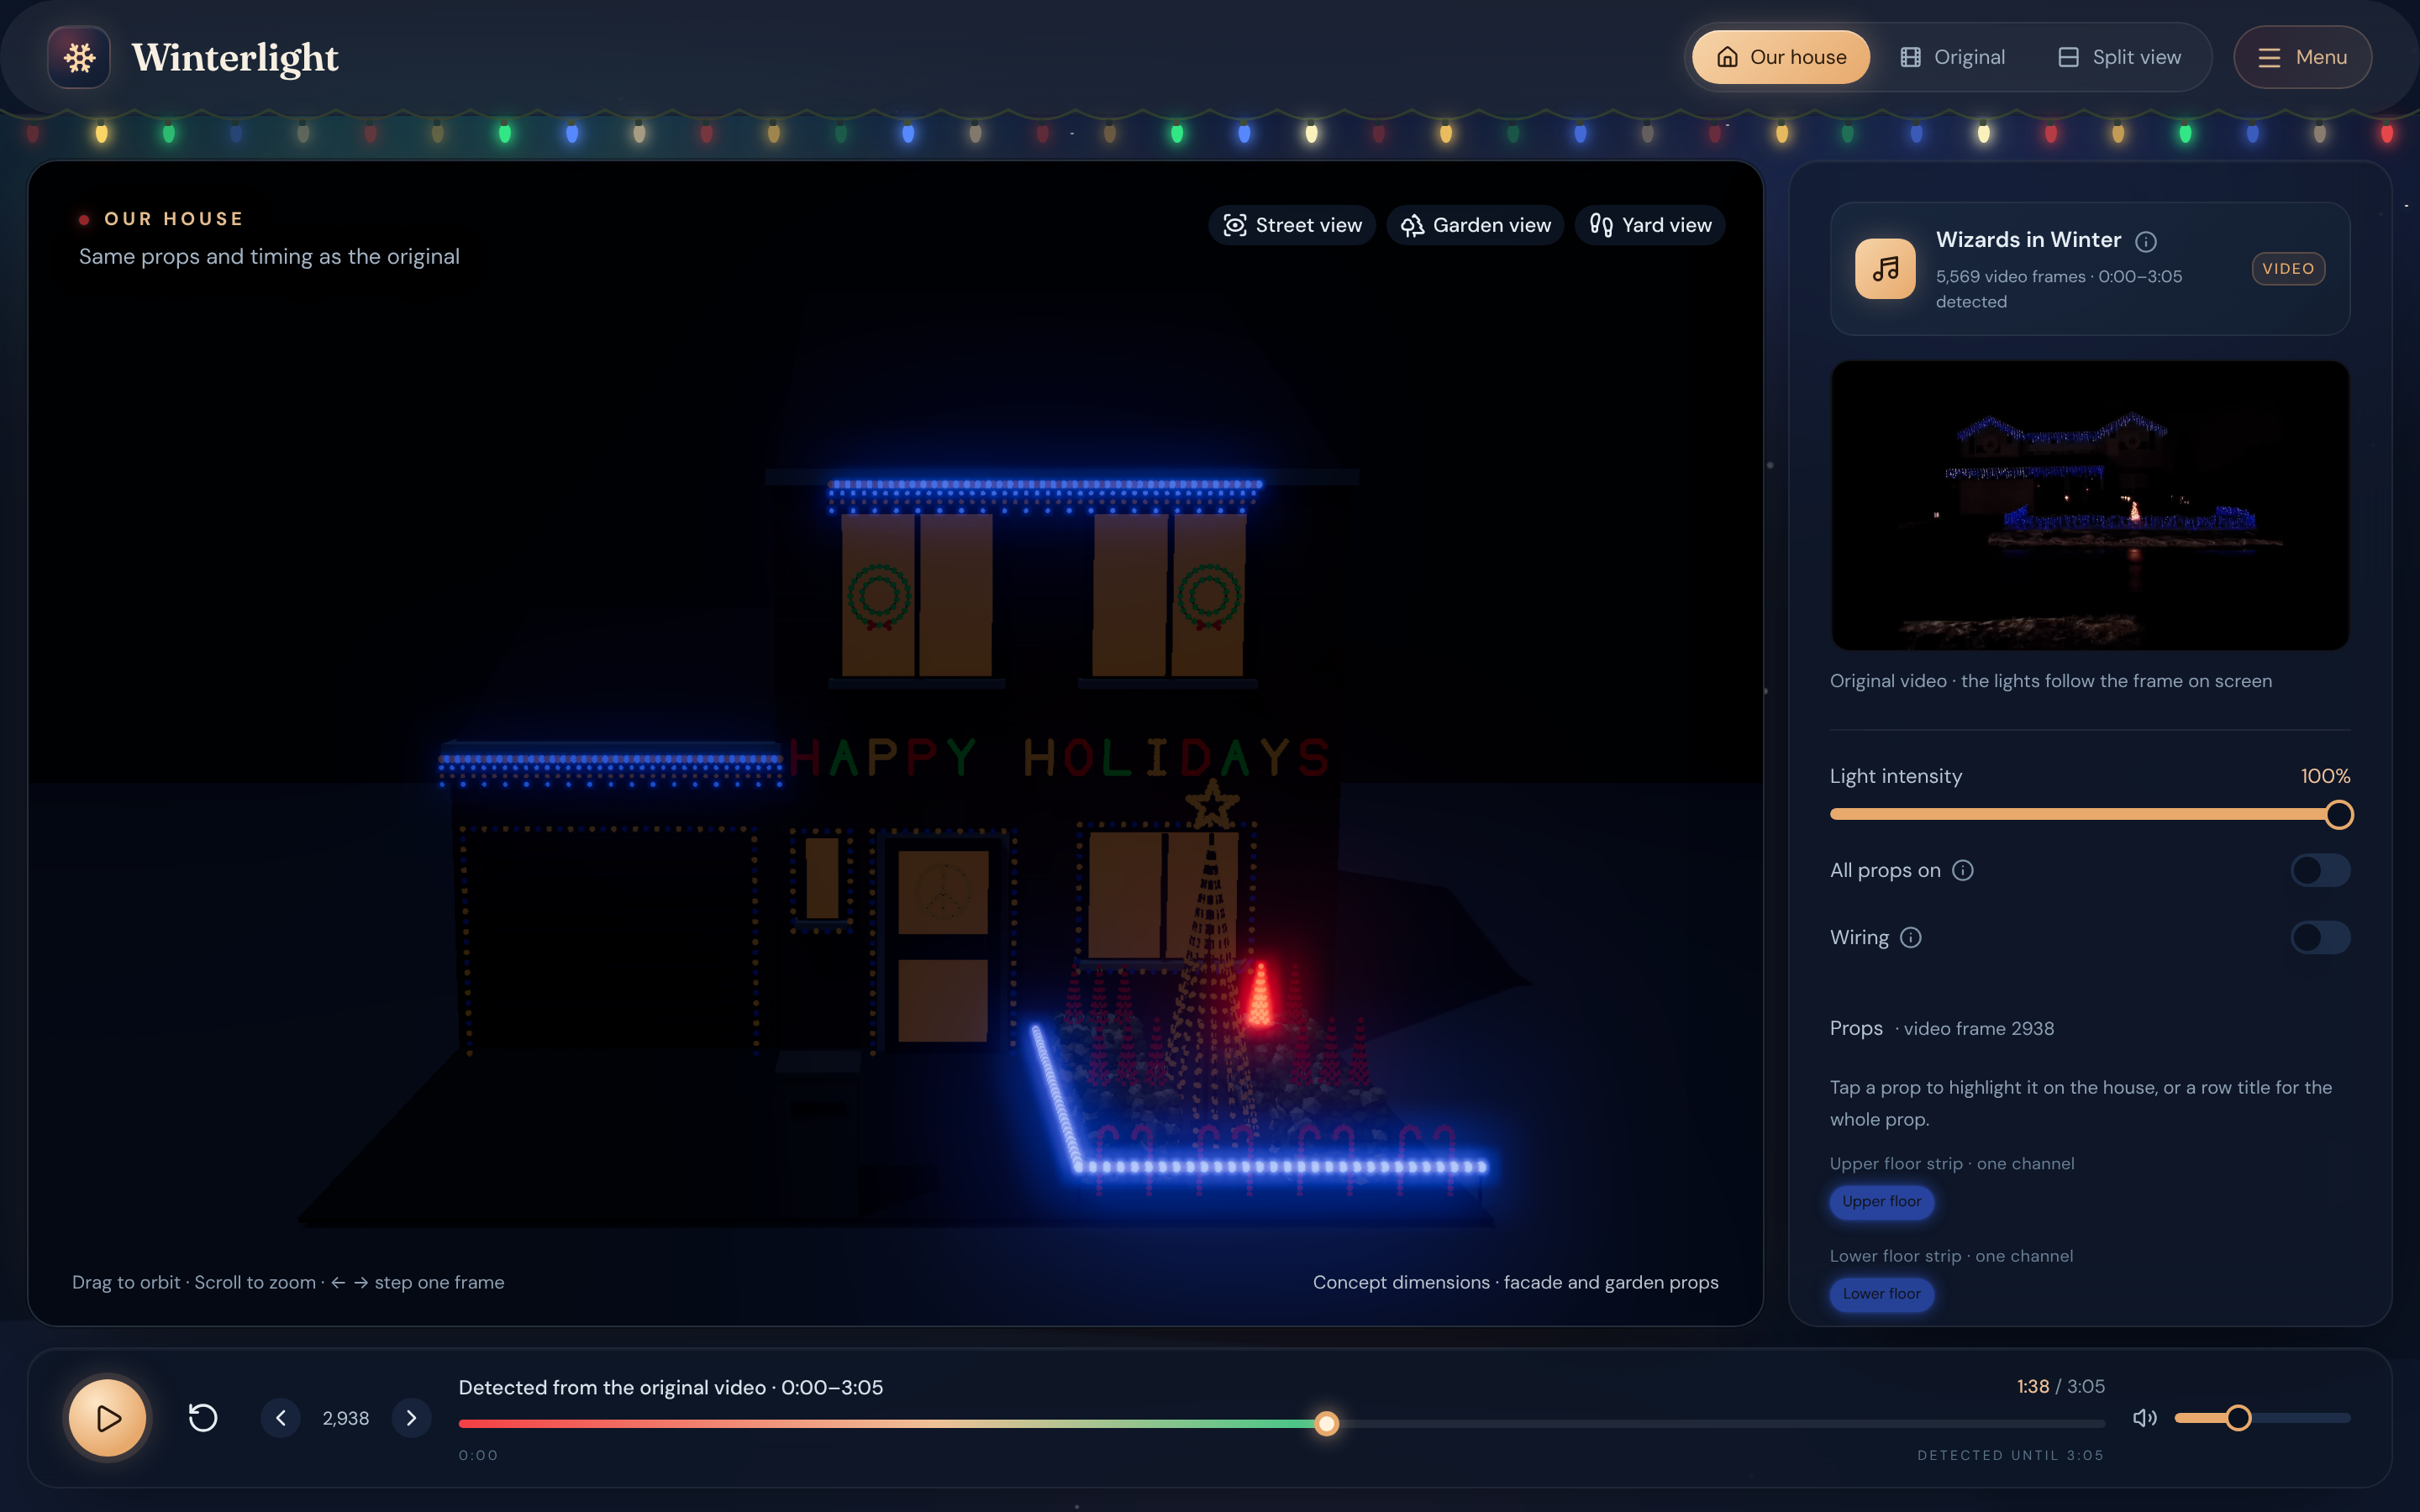 Winterlight
Our house
Original
Split view
Menu
OUR HOUSE
Same props and timing as the original
Street view
Garden view
Yard view
HAPPY HOLIDAYS
Drag to orbit · Scroll to zoom · ← → step one frame
Concept dimensions · facade and garden props
Wizards in Winter
5,569 video frames · 0:00–3:05
detected
VIDEO
Original video · the lights follow the frame on screen
Light intensity
100%
All props on
Wiring
Props · video frame 2938
Tap a prop to highlight it on the house, or a row title for the
whole prop.
Upper floor strip · one channel
Upper floor
Lower floor strip · one channel
Lower floor
2,938
Detected from the original video · 0:00–3:05
1:38 / 3:05
0:00
DETECTED UNTIL 3:05